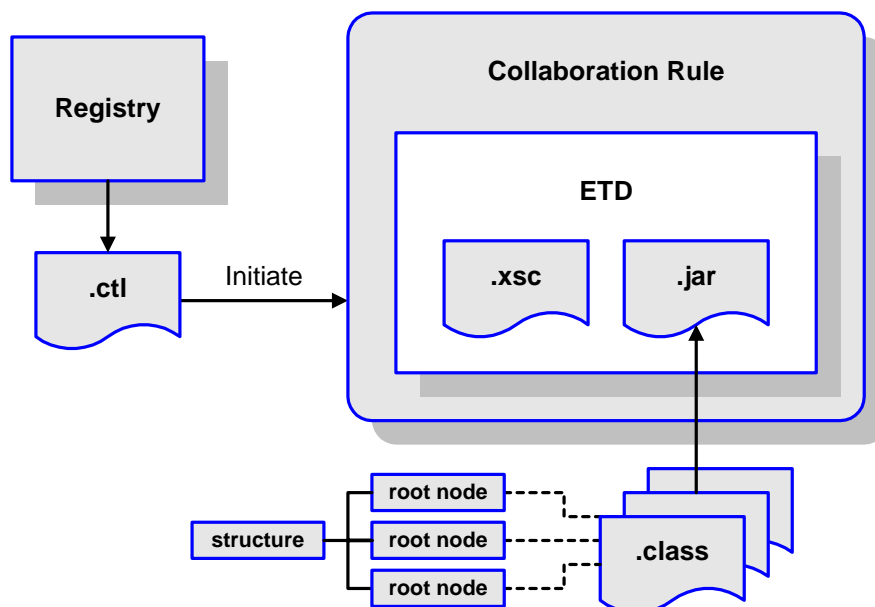 Collaboration Rule
Registry
ETD
.xsc
.jar
.ctl
Initiate
root node
structure
root node
.class
root node